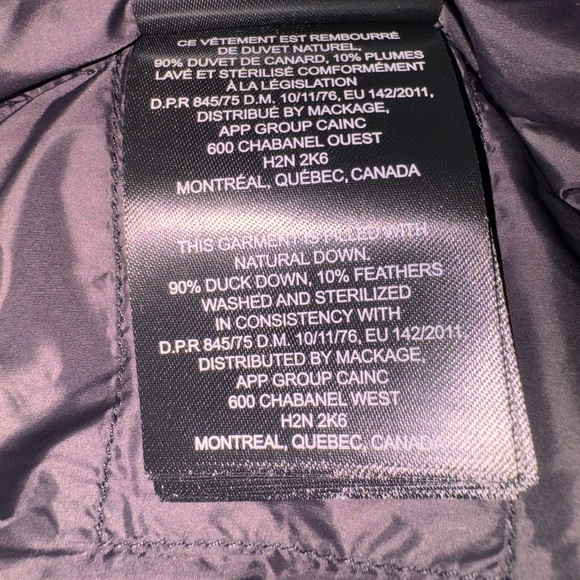 CE VÊTEMENT EST REMBOURRÉ
DE DUVET NATUREL,
90% DUVET DE CANARD, 10% PLUMES
LAVÉ ET STÉRILISÉ CONFORMÉMENT
À LA LÉGISLATION
D.P.R 845/75 D.M. 10/11/76, EU 142/2011,
DISTRIBUÉ BY MACKAGE,
APP GROUP CAINC
600 CHABANEL OUEST
H2N 2K6
MONTRÉAL, QUÉBEC, CANADA
THIS GARMENT IS FILLED WITH
NATURAL DOWN.
90% DUCK DOWN, 10% FEATHERS
WASHED AND STERILIZED
IN CONSISTENCY WITH
D.P.R 845/75 D.M. 10/11/76, EU 142/2011
DISTRIBUTED BY MACKAGE,
APP GROUP CAINC
600 CHABANEL WEST
H2N 2K6
MONTREAL, QUEBEC, CANADA